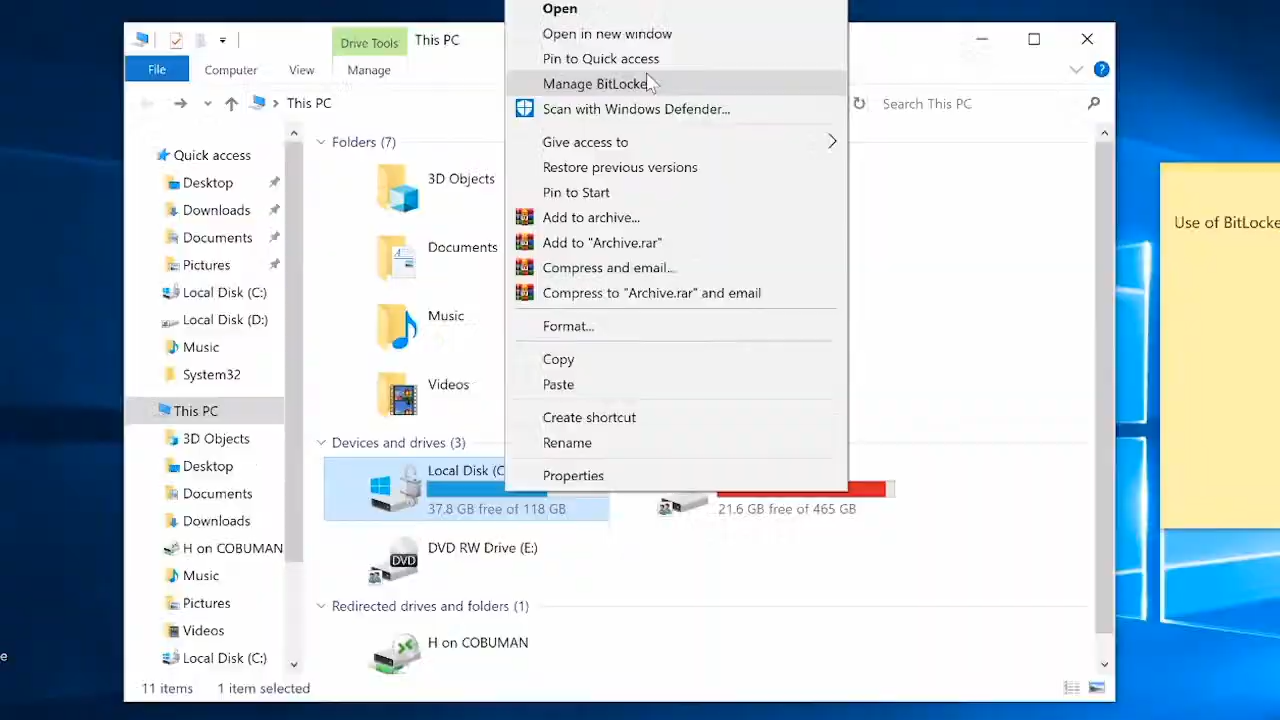 Drive Tools
This PC
File
Computer
View
Manage
This PC
Search This PC
Quick access
Desktop
Downloads
Documents
Pictures
Local Disk (C:)
Local Disk (D:)
Music
System32
This PC
3D Objects
Desktop
Documents
Downloads
H on COBUMAN
Music
Pictures
Videos
Local Disk (C:)
Folders (7)
3D Objects
Documents
Music
Videos
Devices and drives (3)
Local Disk (C
37.8 GB free of 118 GB
21.6 GB free of 465 GB
DVD RW Drive (E:)
DVD
Redirected drives and folders (1)
H on COBUMAN
Open
Open in new window
Pin to Quick access
Manage BitLocke
Scan with Windows Defender...
Give access to
Restore previous versions
Pin to Start
Add to archive...
Add to "Archive.rar"
Compress and email...
Compress to "Archive.rar" and email
Format...
Copy
Paste
Create shortcut
Rename
Properties
11 items
1 item selected
Use of BitLocke
e